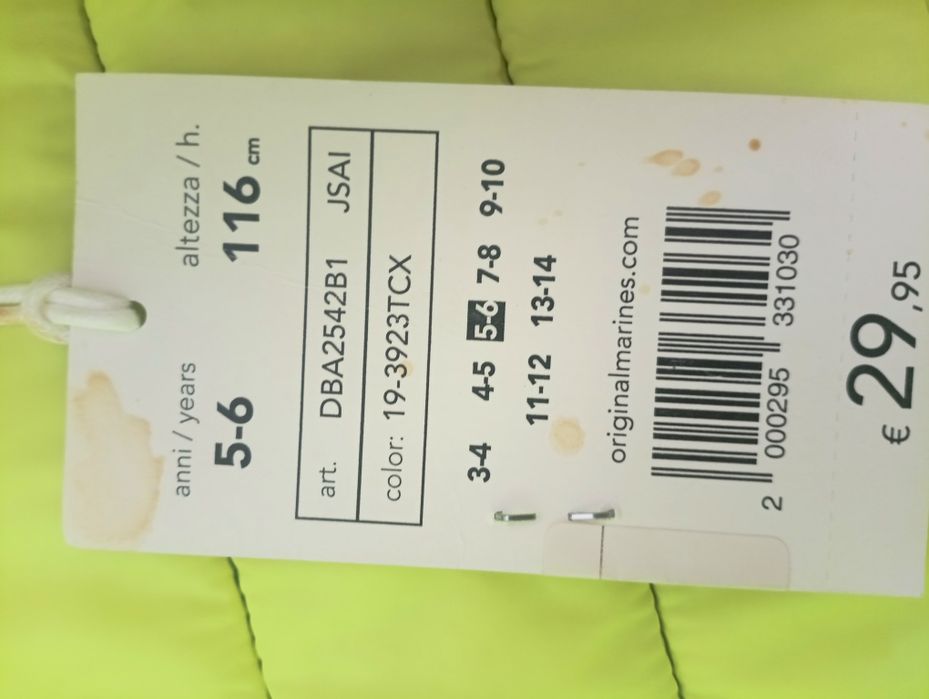 anni / years altezza / h.
5-6 116 cm
art. DBA2542B1 JSAI
color: 19-3923TCX
3-4 4-5 5-6 7-8 9-10
11-12 13-14
originalmarines.com
2 000295 331030
€ 29,95